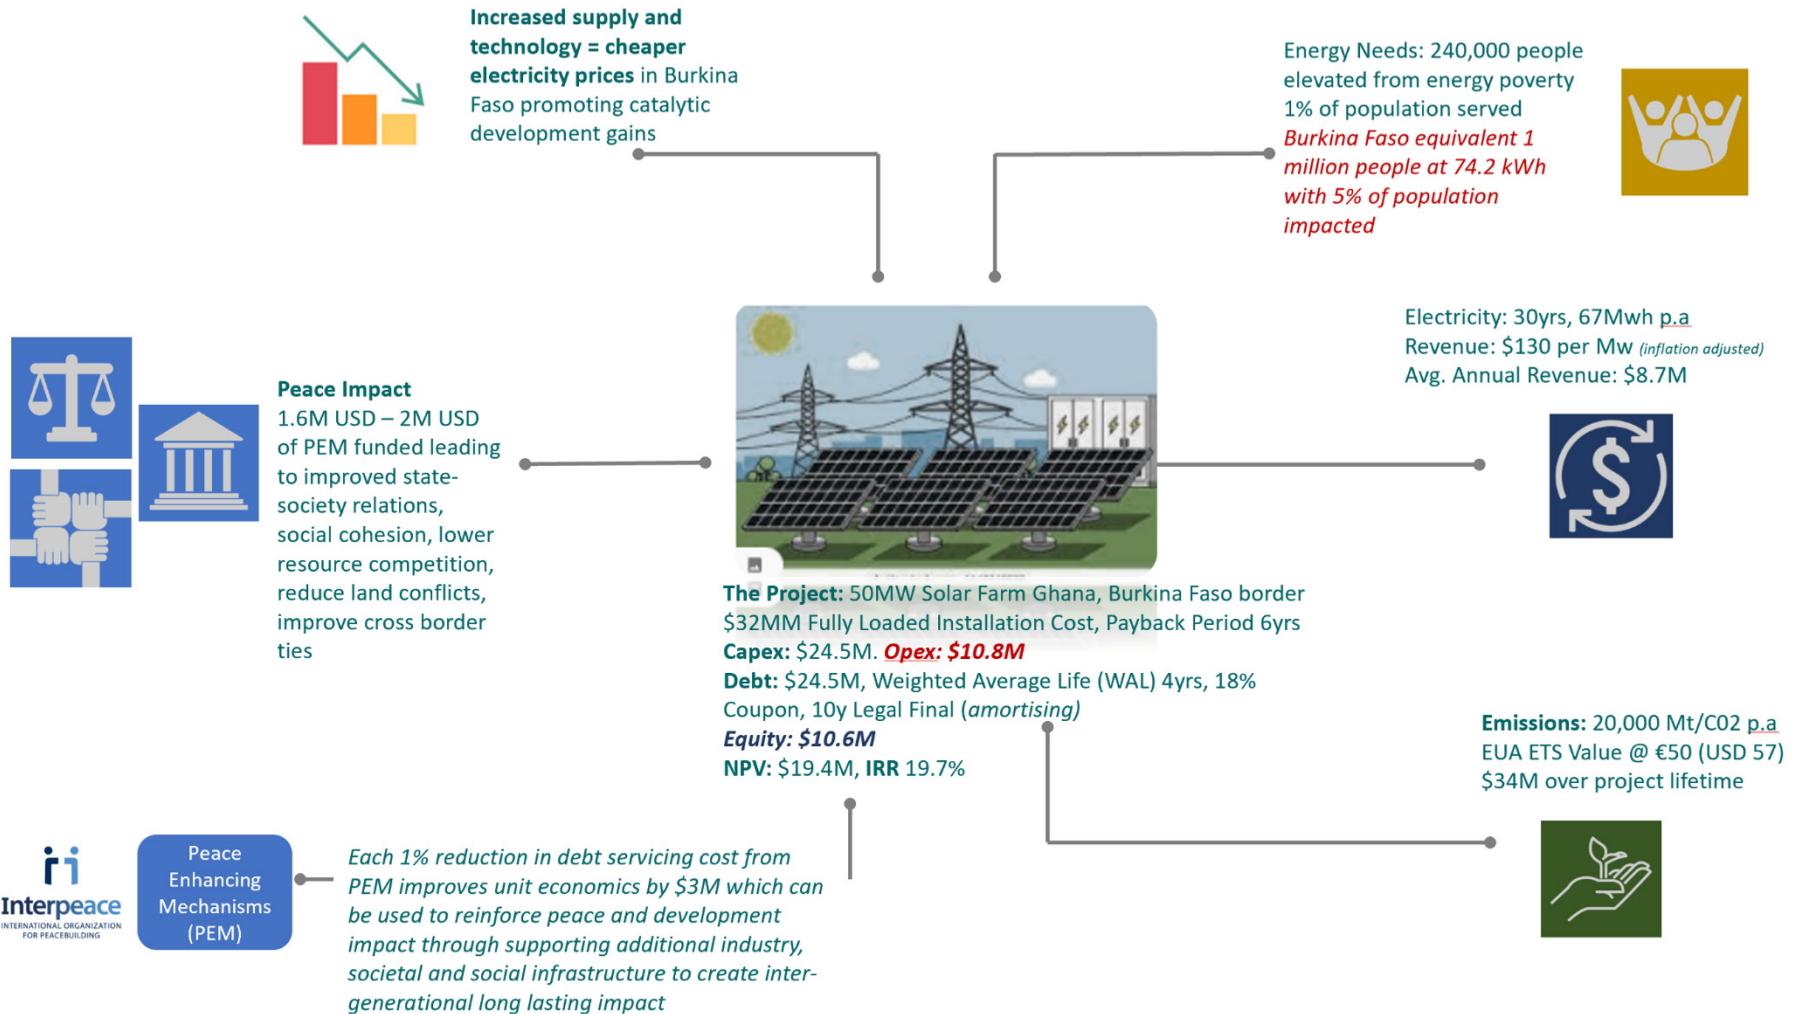 Increased supply and
technology = cheaper
electricity prices in Burkina
Faso promoting catalytic
development gains
Energy Needs: 240,000 people
elevated from energy poverty
1% of population served
Burkina Faso equivalent 1
million people at 74.2 kWh
with 5% of population
impacted
Electricity: 30yrs, 67Mwh p.a
Revenue: $130 per Mw (inflation adjusted)
Avg. Annual Revenue: $8.7M
Peace Impact
1.6M USD – 2M USD
of PEM funded leading
to improved state-
society relations,
social cohesion, lower
resource competition,
reduce land conflicts,
improve cross border
ties
The Project: 50MW Solar Farm Ghana, Burkina Faso border
$32MM Fully Loaded Installation Cost, Payback Period 6yrs
Capex: $24.5M. Opex: $10.8M
Debt: $24.5M, Weighted Average Life (WAL) 4yrs, 18%
Coupon, 10y Legal Final (amortising)
Equity: $10.6M
NPV: $19.4M, IRR 19.7%
Emissions: 20,000 Mt/C02 p.a
EUA ETS Value @ €50 (USD 57)
$34M over project lifetime
Interpeace
INTERNATIONAL ORGANIZATION
FOR PEACEBUILDING
Peace
Enhancing
Mechanisms
(PEM)
Each 1% reduction in debt servicing cost from
PEM improves unit economics by $3M which can
be used to reinforce peace and development
impact through supporting additional industry,
societal and social infrastructure to create inter-
generational long lasting impact